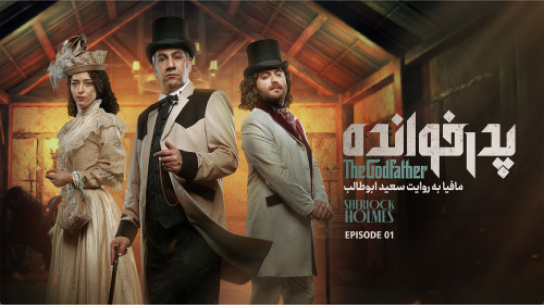 پدرخوانده
The Godfather
مافیا به روایت سعید ابوطالب
SHERLOCK
HOLMES
EPISODE 01